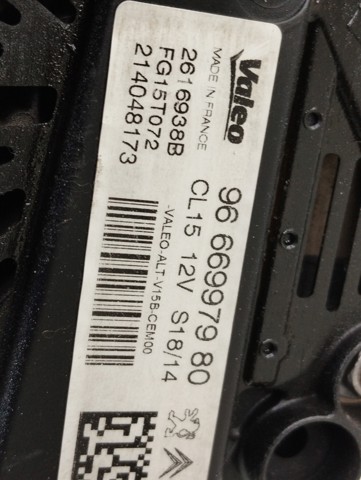 Valeo
MADE IN FRANCE
2616938B
FG15T072
214048173
96 669979 80
CL15 12V S18/14
-VALEO-ALT-V15B-CEM00